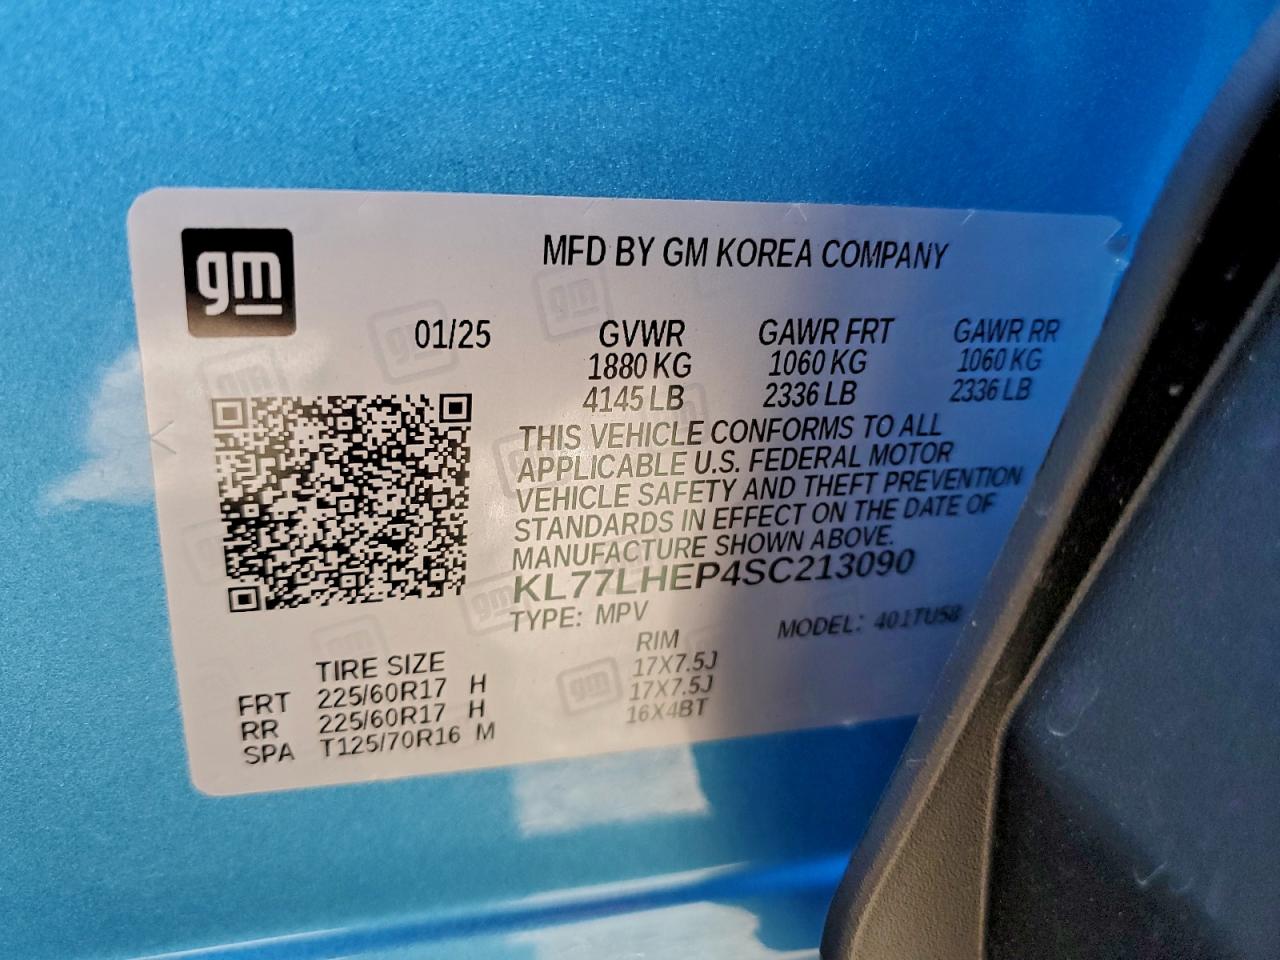 gm
MFD BY GM KOREA COMPANY
01/25 GVWR GAWR FRT GAWR RR
1880 KG 1060 KG 1060 KG
4145 LB 2336 LB 2336 LB
THIS VEHICLE CONFORMS TO ALL
APPLICABLE U.S. FEDERAL MOTOR
VEHICLE SAFETY AND THEFT PREVENTION
STANDARDS IN EFFECT ON THE DATE OF
MANUFACTURE SHOWN ABOVE.
KL77LHEP4SC213090
TYPE: MPV MODEL: 401TU58
TIRE SIZE RIM
FRT 225/60R17 H 17X7.5J
RR 225/60R17 H 17X7.5J
SPA T125/70R16 M 16X4BT